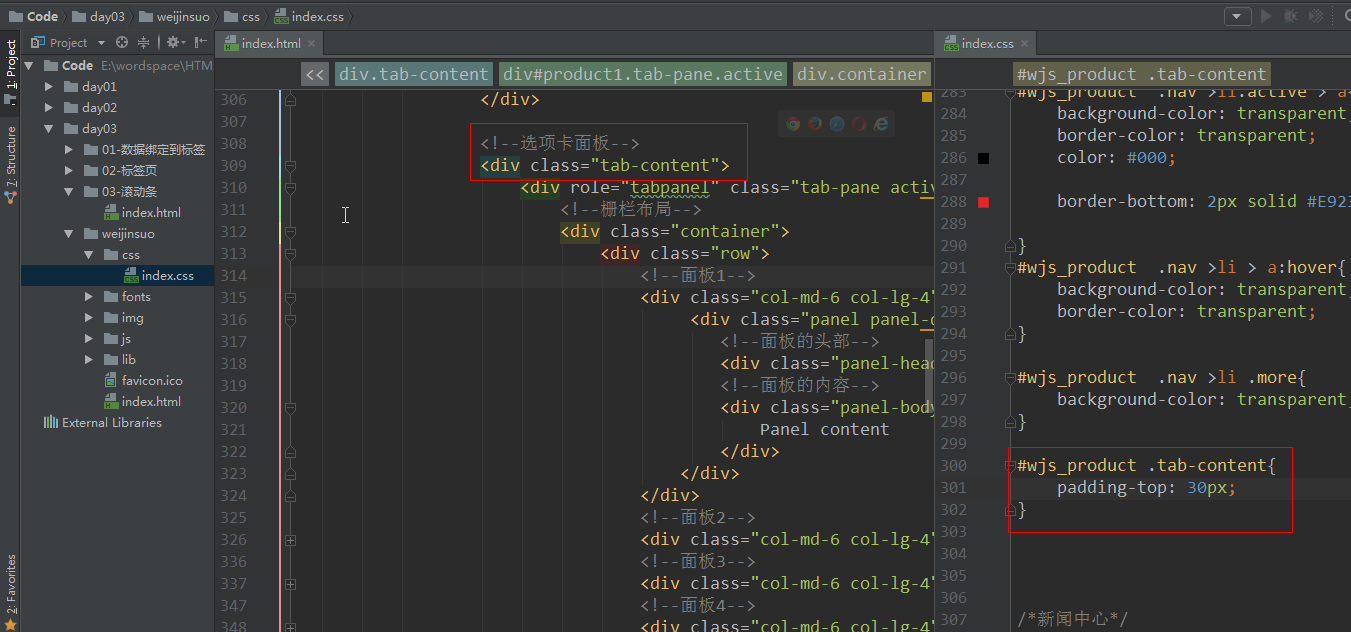 Code day03 weijinsuo css index.css
Project
index.html
index.css
1: Project
7: Structure
2: Favorites
Code E:\wordspace\HTM
day01
day02
day03
01-数据绑定到标签
02-标签页
03-滚动条
index.html
weijinsuo
css
index.css
fonts
img
js
lib
favicon.ico
index.html
External Libraries
<< div.tab-content div#product1.tab-pane.active div.container
306 </div>
307
308 <!--选项卡面板-->
309 <div class="tab-content">
310 <div role="tabpanel" class="tab-pane activ
311 <!--栅栏布局-->
312 <div class="container">
313 <div class="row">
314 <!--面板1-->
315 <div class="col-md-6 col-lg-4"
316 <div class="panel panel-d
317 <!--面板的头部-->
318 <div class="panel-head
319 <!--面板的内容-->
320 <div class="panel-body
321 Panel content
322 </div>
323 </div>
324 </div>
325 <!--面板2-->
326 <div class="col-md-6 col-lg-4"
336 <!--面板3-->
337 <div class="col-md-6 col-lg-4"
347 <!--面板4-->
348 <div class="col-md-6 col-lg-4"
#wjs_product .tab-content
283 #wjs_product .nav >li.active > a
284 background-color: transparent;
285 border-color: transparent;
286 color: #000;
287
288 border-bottom: 2px solid #E923
289
290 }
291 #wjs_product .nav >li > a:hover{
292 background-color: transparent;
293 border-color: transparent;
294 }
295
296 #wjs_product .nav >li .more{
297 background-color: transparent;
298 }
299
300 #wjs_product .tab-content{
301 padding-top: 30px;
302 }
303
304
305
306
307 /*新闻中心*/